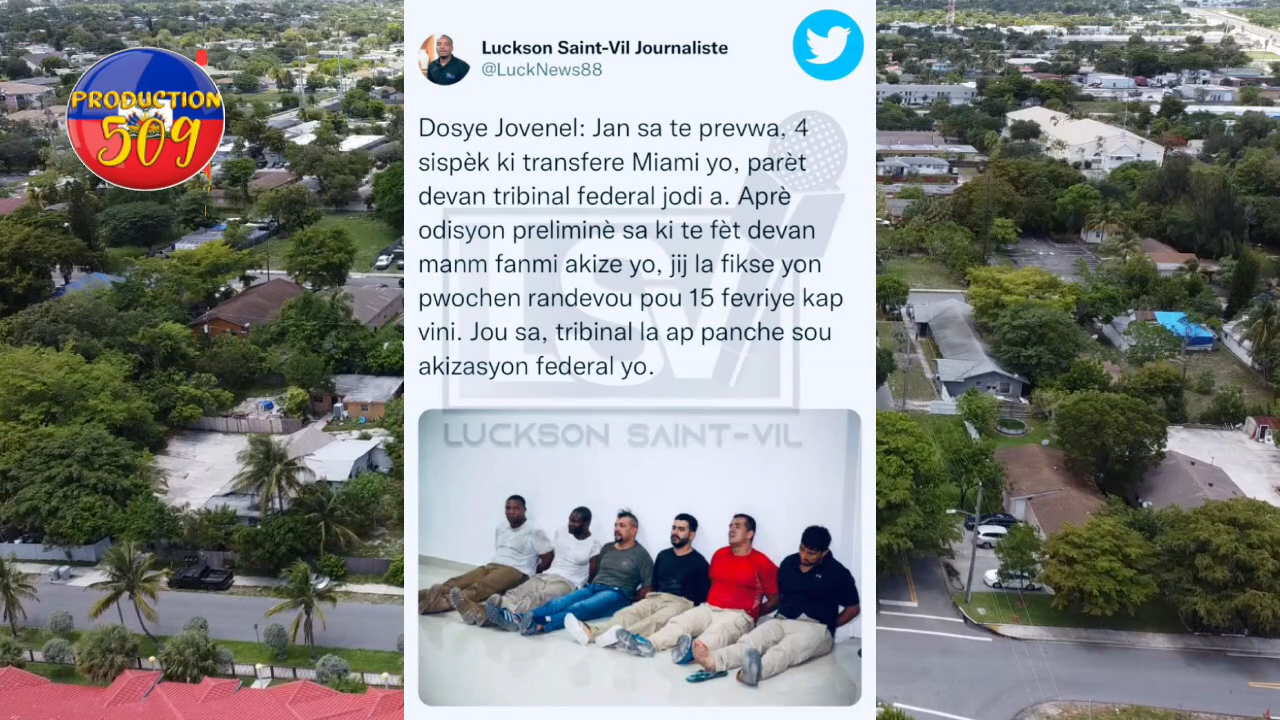 PRODUCTION
509
Luckson Saint-Vil Journaliste
@LuckNews88
Dosye Jovenel: Jan sa te prevwa, 4
sispèk ki transfere Miami yo, parèt
devan tribinal federal jodi a. Aprè
odisyon preliminè sa ki te fèt devan
manm fanmi akize yo, jij la fikse yon
pwochen randevou pou 15 fevriye kap
vini. Jou sa, tribinal la ap panche sou
akizasyon federal yo.
LSV
LUCKSON SAINT-VIL